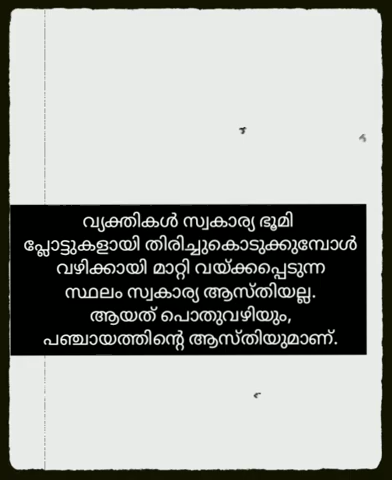 വ്യക്തികൾ സ്വകാര്യ ഭൂമി
പ്ലോട്ടുകളായി തിരിച്ചുകൊടുക്കുമ്പോൾ
വഴിക്കായി മാറ്റി വയ്ക്കപ്പെടുന്ന
സ്ഥലം സ്വകാര്യ ആസ്തിയല്ല.
ആയത് പൊതുവഴിയും,
പഞ്ചായത്തിന്റെ ആസ്തിയുമാണ്.